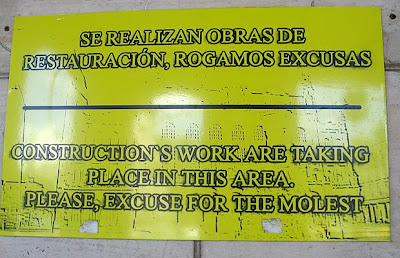 SE REALIZAN OBRAS DE
RESTAURACIÓN, ROGAMOS EXCUSAS
CONSTRUCTION`S WORK ARE TAKING
PLACE IN THIS AREA.
PLEASE, EXCUSE FOR THE MOLEST